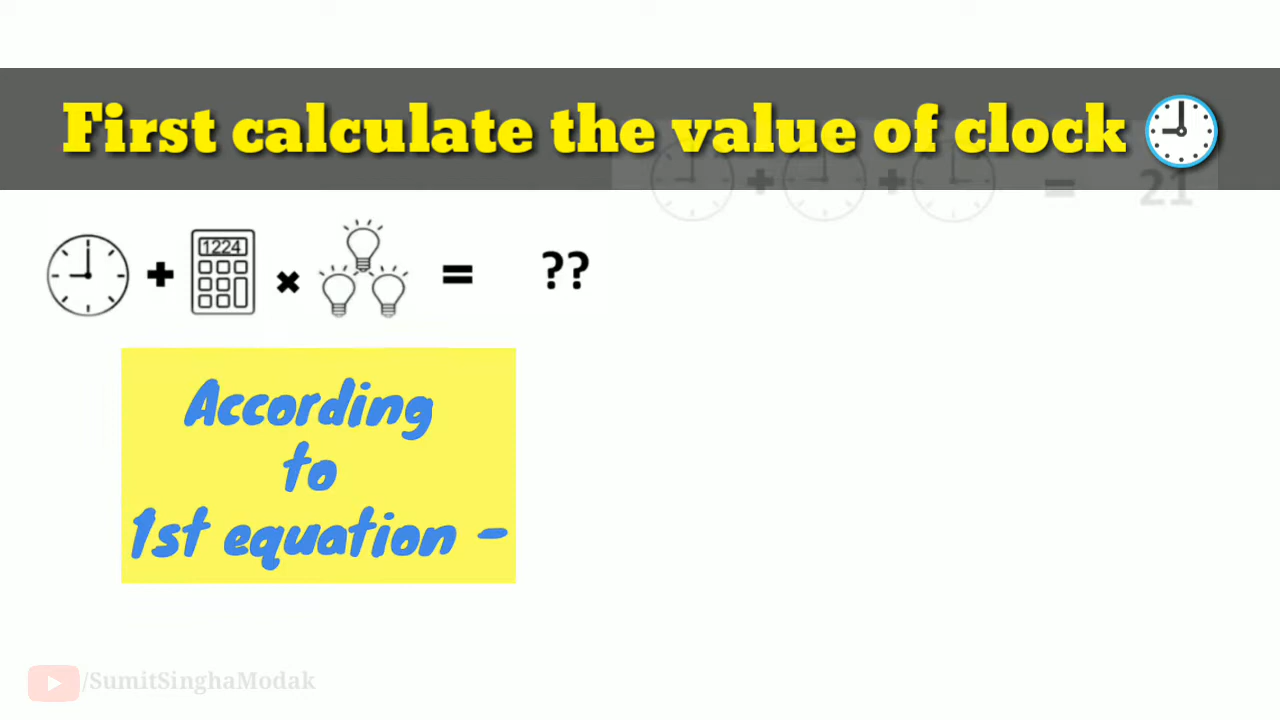 First calculate the value of clock
+ + = 21
1224
+ × = ??
According
to
1st equation -
/SumitSinghaModak